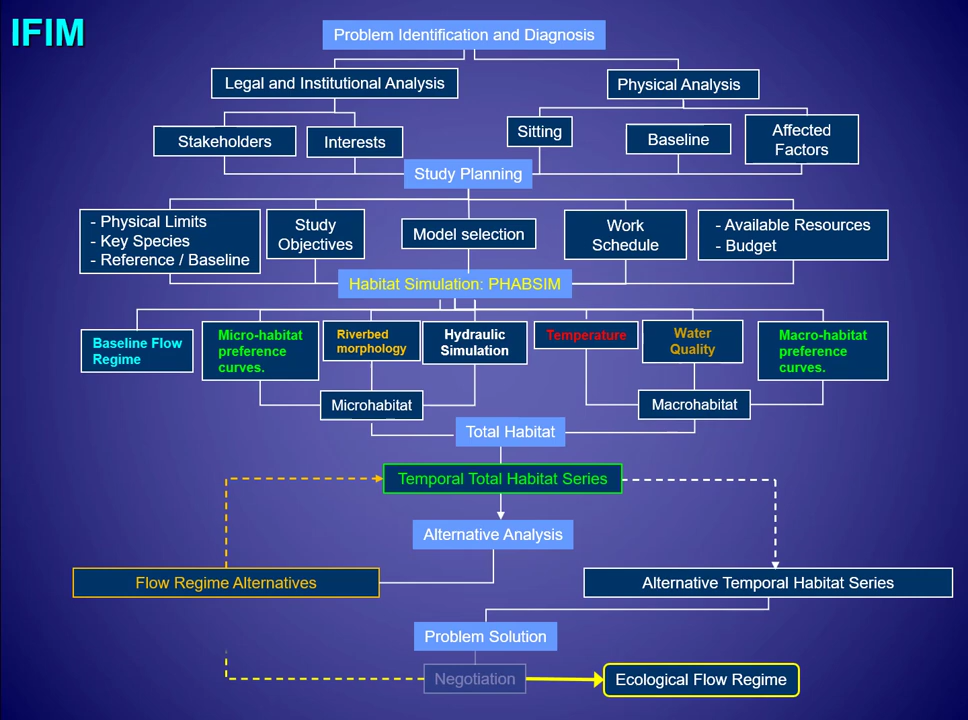 IFIM
Problem Identification and Diagnosis
Legal and Institutional Analysis
Physical Analysis
Stakeholders
Interests
Sitting
Baseline
Affected
Factors
Study Planning
- Physical Limits
- Key Species
- Reference / Baseline
Study
Objectives
Model selection
Work
Schedule
- Available Resources
- Budget
Habitat Simulation: PHABSIM
Baseline Flow
Regime
Micro-habitat
preference
curves.
Riverbed
morphology
Hydraulic
Simulation
Temperature
Water
Quality
Macro-habitat
preference
curves.
Microhabitat
Macrohabitat
Total Habitat
Temporal Total Habitat Series
Alternative Analysis
Flow Regime Alternatives
Alternative Temporal Habitat Series
Problem Solution
Negotiation
Ecological Flow Regime